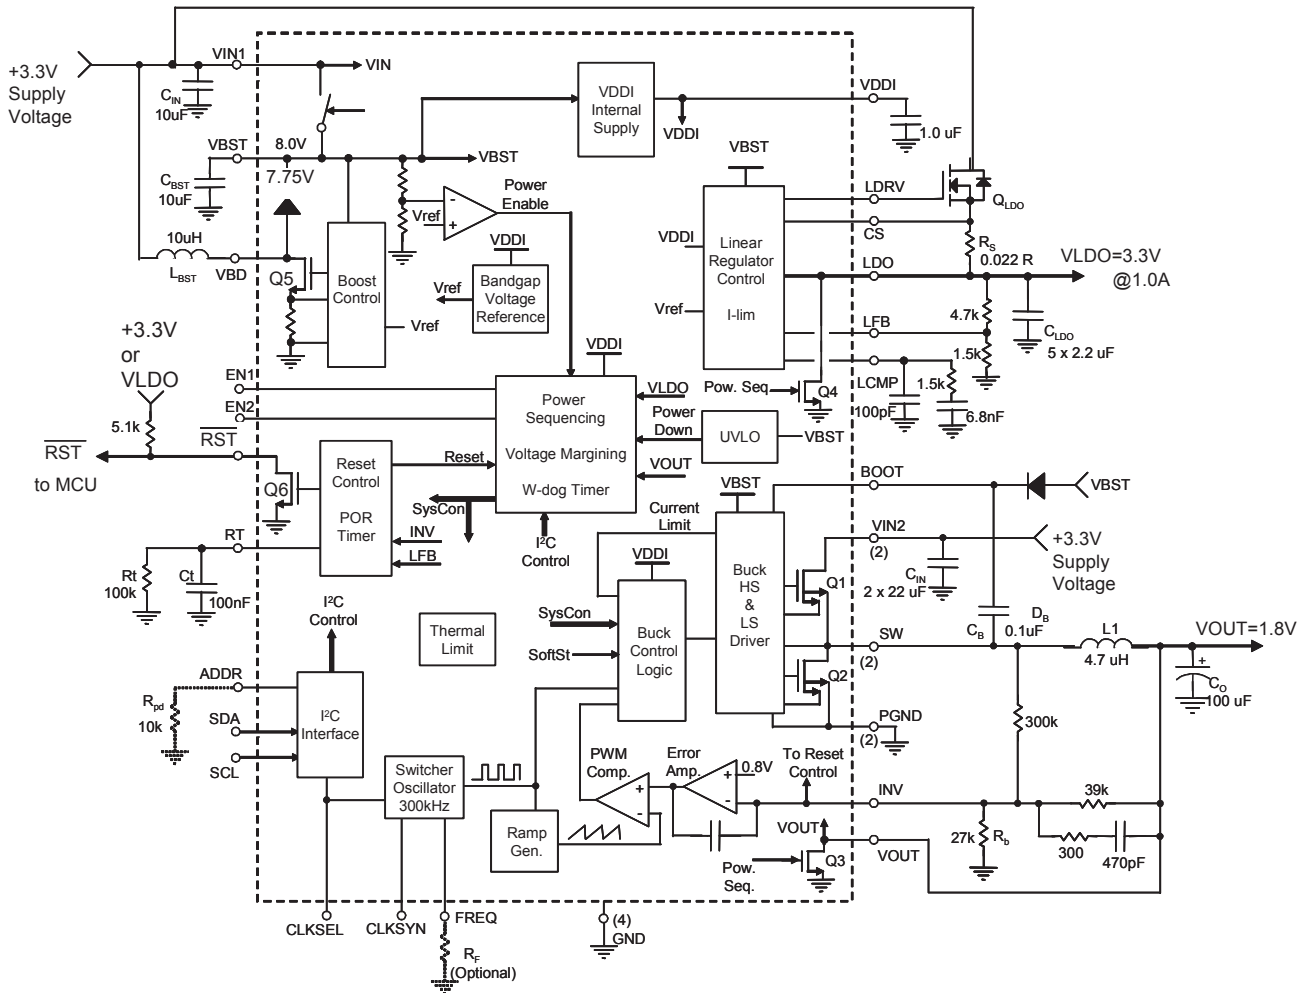 VIN1
VIN
+3.3V
Supply
Voltage
C_IN
10uF
VDDI
Internal
Supply
VDDI
VDDI
1.0 uF
VBST
8.0V
7.75V
VBST
C_BST
10uF
Power
Enable
-
+
Vref
VBST
LDRV
Q_LDO
CS
Linear
Regulator
Control
I-lim
VDDI
Vref
R_S
0.022 R
LDO
VLDO=3.3V
@1.0A
10uH
L_BST
VBD
Q5
Boost
Control
Vref
VDDI
Bandgap
Voltage
Reference
Vref
4.7k
LFB
1.5k
C_LDO
5 x 2.2 uF
LCMP
100pF
1.5k
6.8nF
Pow. Seq.
Q4
+3.3V
or
VLDO
5.1k
EN1
EN2
RST
RST
to MCU
VDDI
Power
Sequencing
Voltage Margining
W-dog Timer
VLDO
Power
Down
UVLO
VBST
VOUT
Reset
Control
POR
Timer
Reset
SysCon
INV
LFB
I²C
Control
Q6
RT
Rt
100k
Ct
100nF
BOOT
VBST
VBST
Current
Limit
VIN2
(2)
+3.3V
Supply
Voltage
C_IN
2 x 22 uF
Buck
HS
&
LS
Driver
Q1
Q2
VDDI
Buck
Control
Logic
SysCon
SoftSt
I²C
Control
Thermal
Limit
C_B
0.1uF
D_B
SW
(2)
L1
4.7 uH
VOUT=1.8V
+
C_O
100 uF
ADDR
R_pd
10k
SDA
SCL
I²C
Interface
300k
PGND
(2)
Switcher
Oscillator
300kHz
Ramp
Gen.
PWM
Comp.
+
-
Error
Amp.
+
-
0.8V
To Reset
Control
INV
39k
27k
R_b
300
470pF
VOUT
VOUT
Pow.
Seq.
Q3
CLKSEL
CLKSYN
FREQ
R_F
(Optional)
(4)
GND